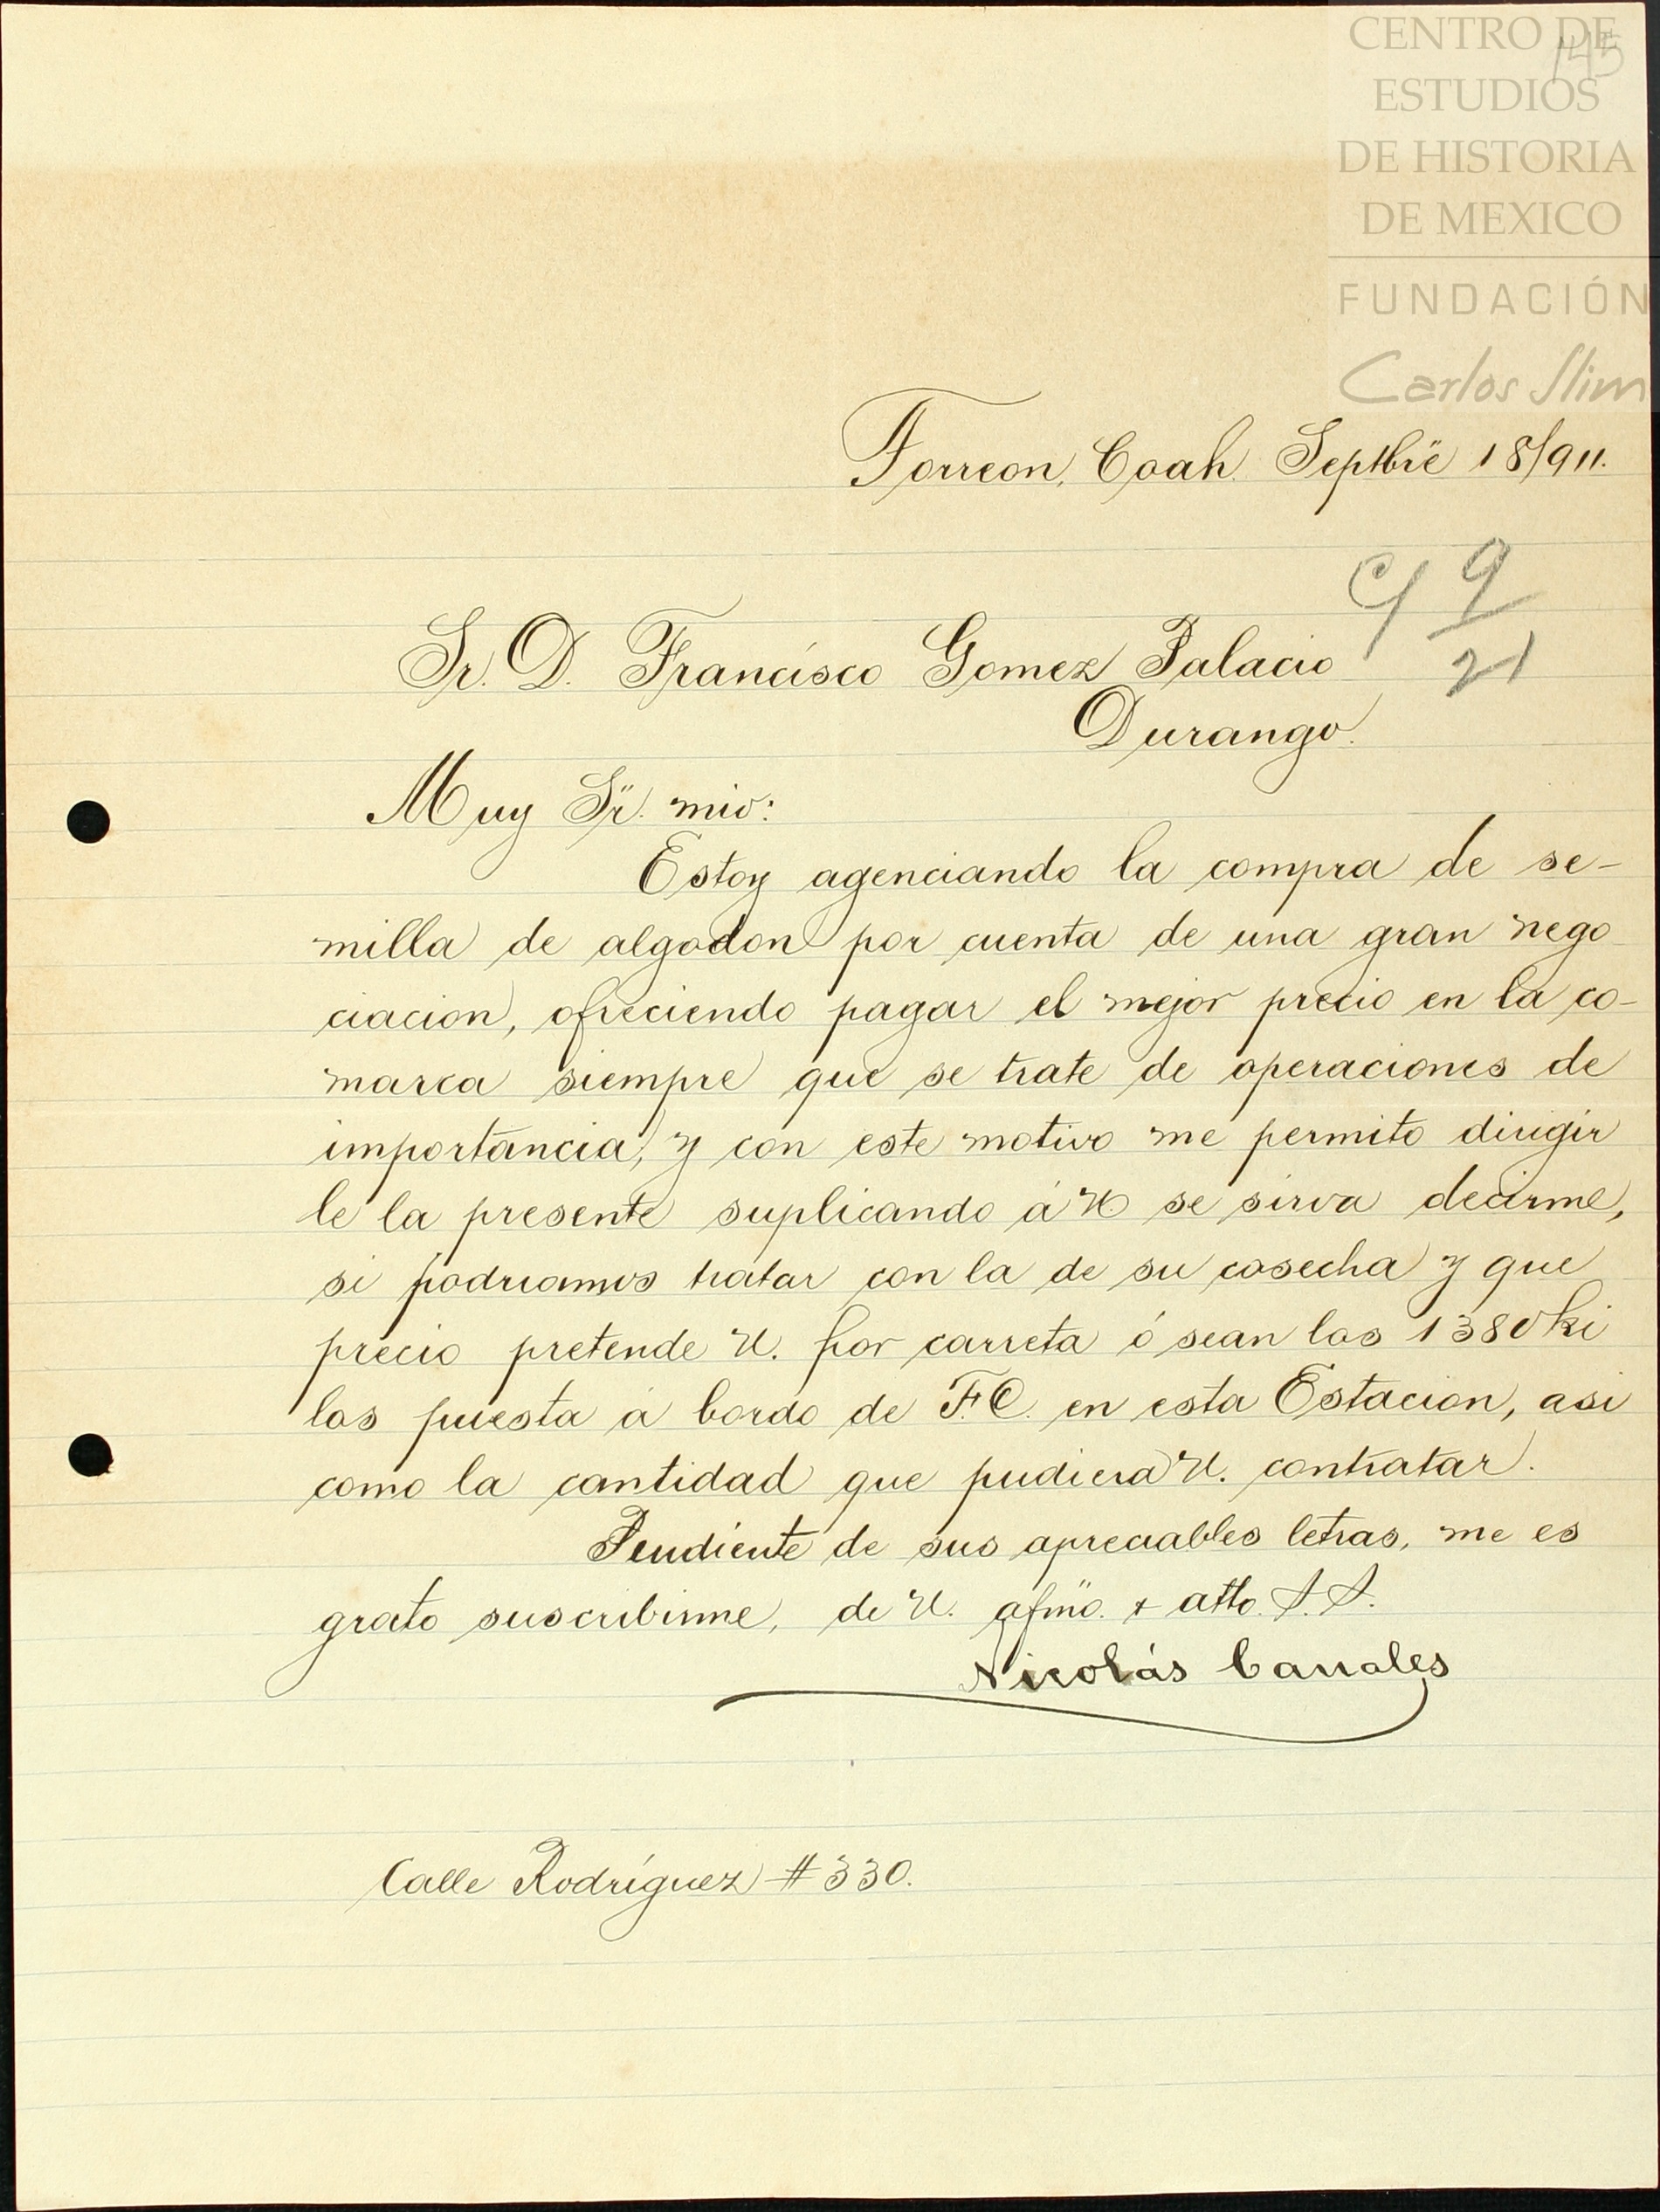 145
CENTRO DE
ESTUDIOS
DE HISTORIA
DE MEXICO
FUNDACIÓN
Carlos Slim
Torreon, Coah. Septbre 18/911.
C/ 9/21
Sr. D. Francisco Gomez Palacio
Durango.
Muy Sr. mio:
Estoy agenciando la compra de se-
milla de algodon por cuenta de una gran nego
ciacion, ofreciendo pagar el mejor precio en la co-
marca siempre que se trate de operaciones de
importancia, y con este motivo me permito dirigir
le la presente suplicando á U. se sirva decirme,
si podriamos tratar con la de su cosecha y que
precio pretende U. por carreta ó sean los 1380 ki
los puesta á bordo de F.C. en esta Estacion, asi
como la cantidad que pudiera U. contratar.
Pendiente de sus apreciables letras, me es
grato suscribirme, de U. afmo. + atto. S.S.
Nicolás Canales
Calle Rodríguez #330.